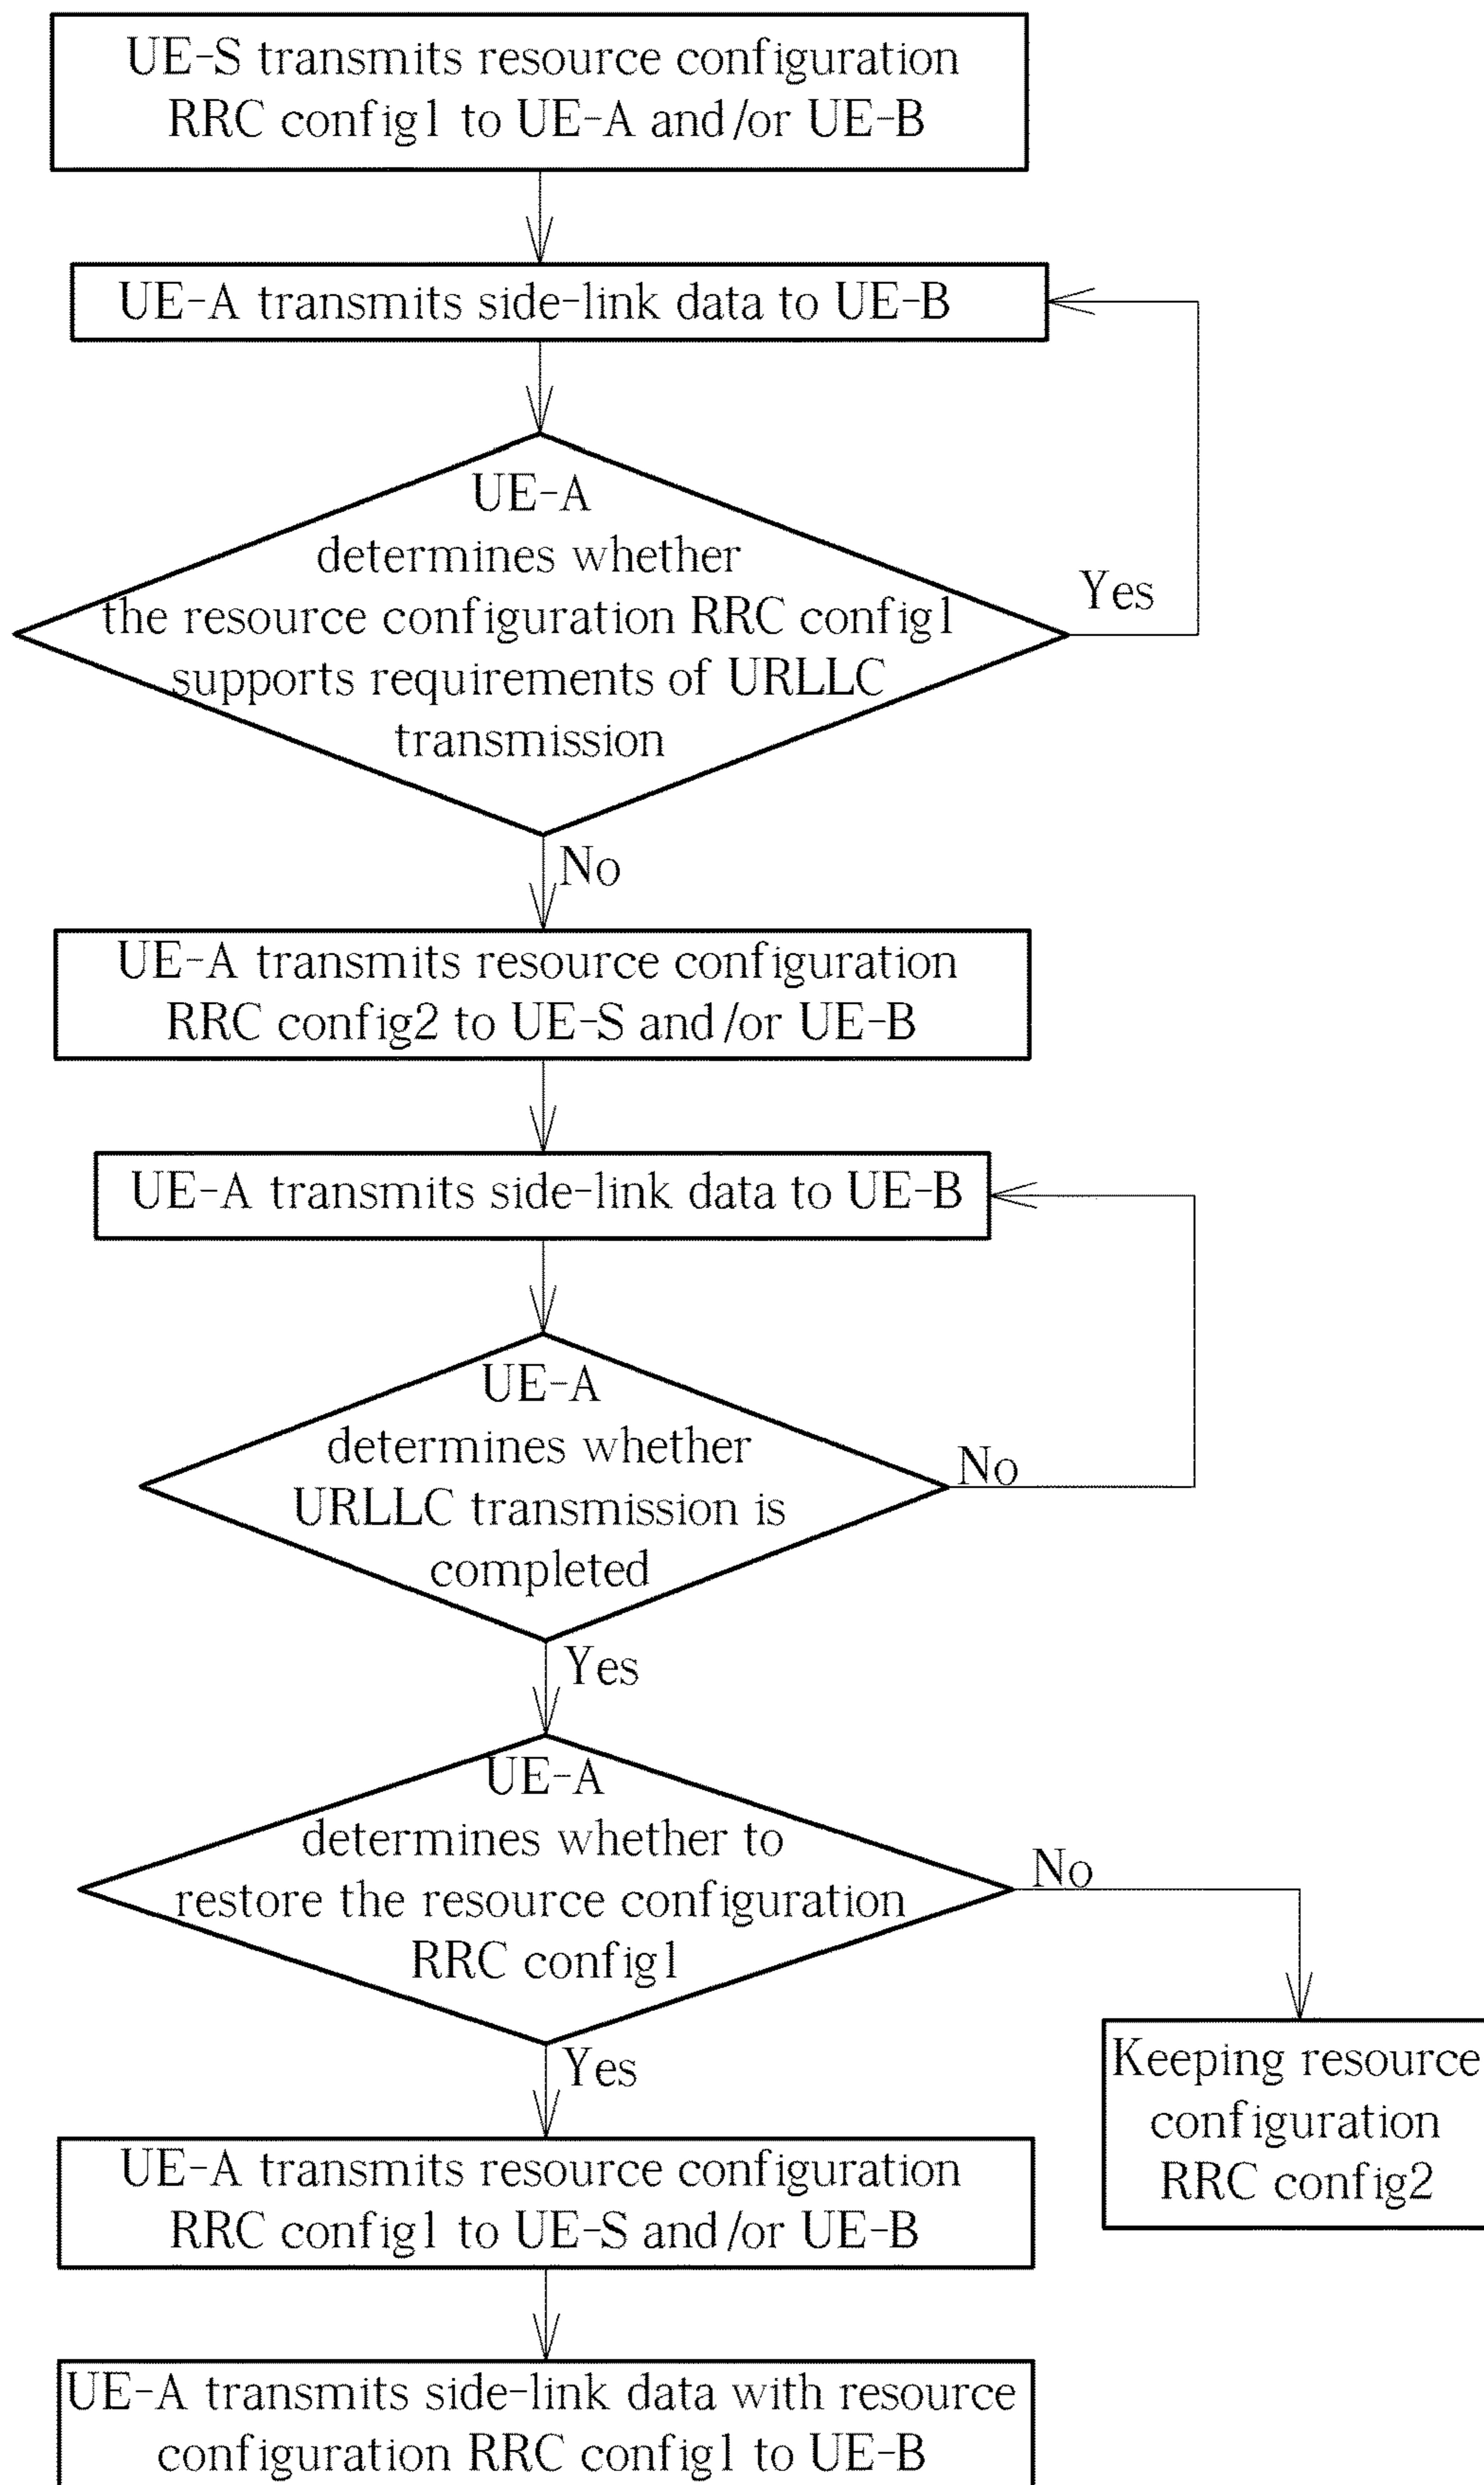 UE-S transmits resource configuration
RRC config1 to UE-A and/or UE-B
UE-A transmits side-link data to UE-B
UE-A
determines whether
the resource configuration RRC config1
supports requirements of URLLC
transmission
Yes
No
UE-A transmits resource configuration
RRC config2 to UE-S and/or UE-B
UE-A transmits side-link data to UE-B
UE-A
determines whether
URLLC transmission is
completed
No
Yes
UE-A
determines whether to
restore the resource configuration
RRC config1
No
Yes
Keeping resource
configuration
RRC config2
UE-A transmits resource configuration
RRC config1 to UE-S and/or UE-B
UE-A transmits side-link data with resource
configuration RRC config1 to UE-B